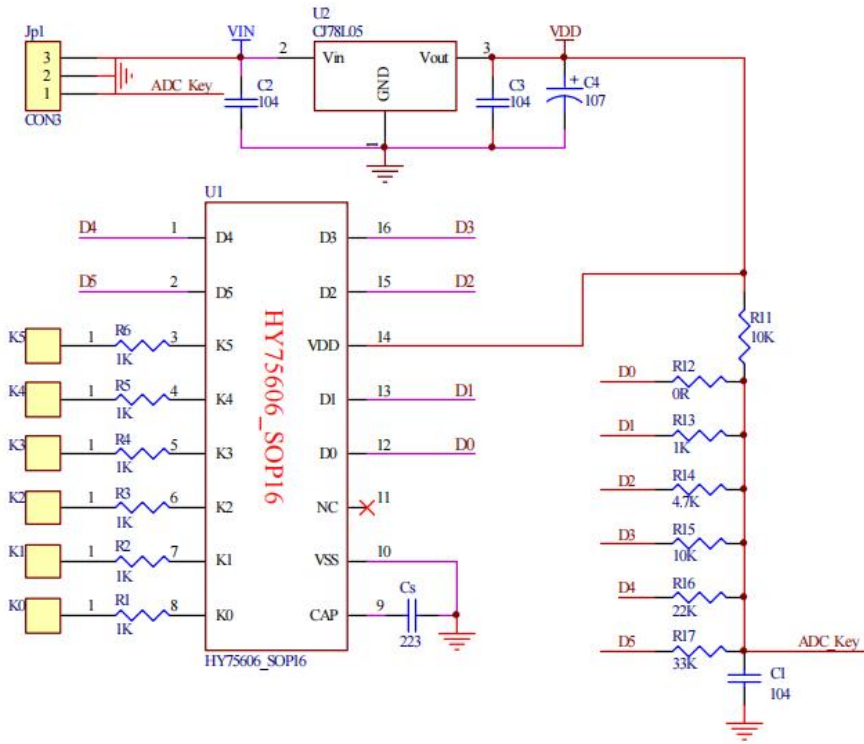 Jp1
3
2
1
CON3
ADC_Key
VIN
C2
104
U2
CJ78L05
2
Vin
Vout
3
GND
1
VDD
C3
104
+
C4
107
U1
D4 1 D4 D3 16 D3
D5 2 D5 D2 15 D2
K5 1 R6 1K 3 K5 VDD 14
K4 1 R5 1K 4 K4 D1 13 D1
K3 1 R4 1K 5 K3 D0 12 D0
K2 1 R3 1K 6 K2 NC 11
K1 1 R2 1K 7 K1 VSS 10
K0 1 R1 1K 8 K0 CAP 9
HY75606_SOP16
HY75606_SOP16
Cs
223
R11
10K
D0 R12
0R
D1 R13
1K
D2 R14
4.7K
D3 R15
10K
D4 R16
22K
D5 R17
33K
ADC_Key
C1
104